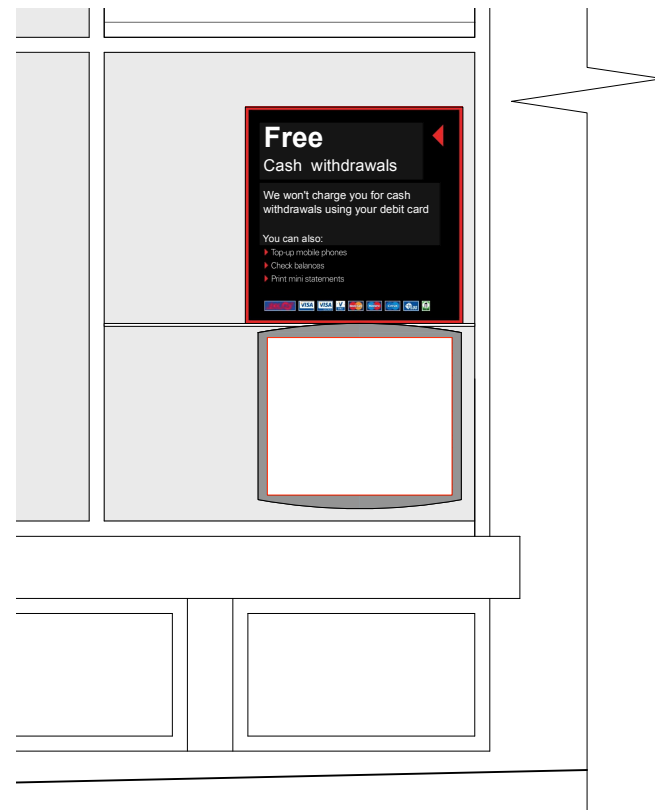 Free
Cash withdrawals
We won't charge you for cash
withdrawals using your debit card
You can also:
Top-up mobile phones
Check balances
Print mini statements
VISA VISA V